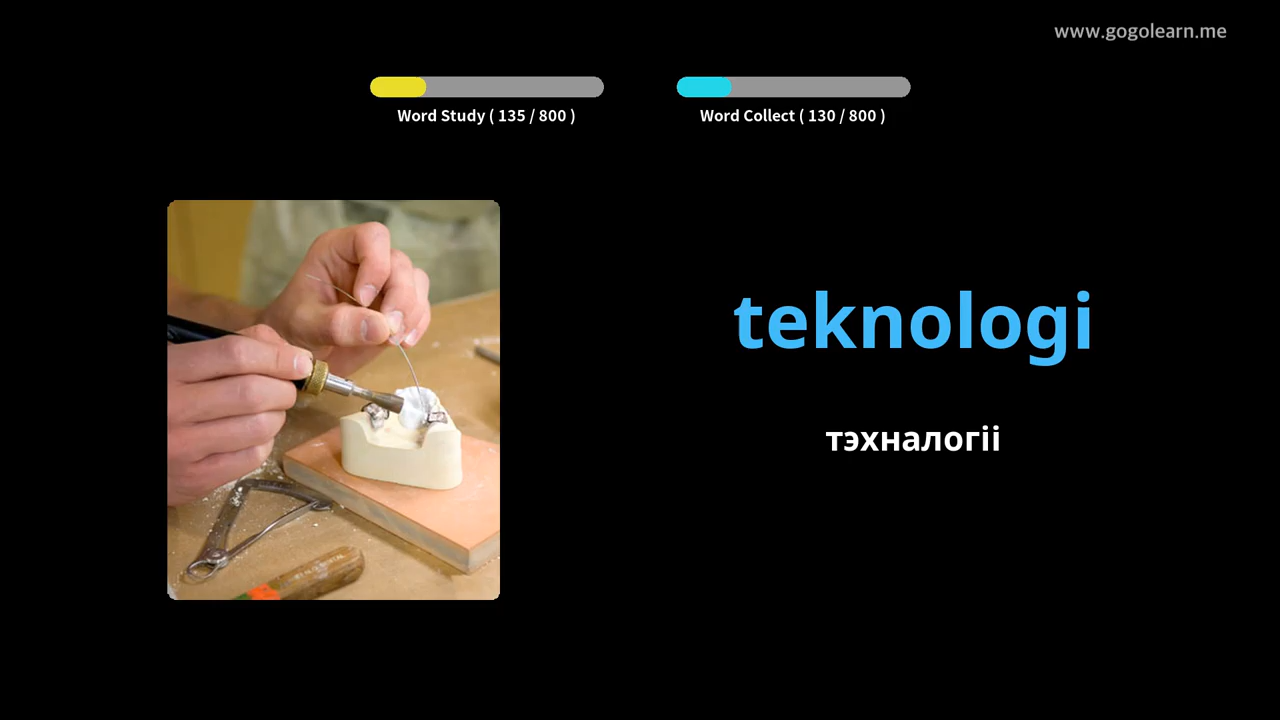 www.gogolearn.me
Word Study ( 135 / 800 )
Word Collect ( 130 / 800 )
teknologi
тэхналогіі